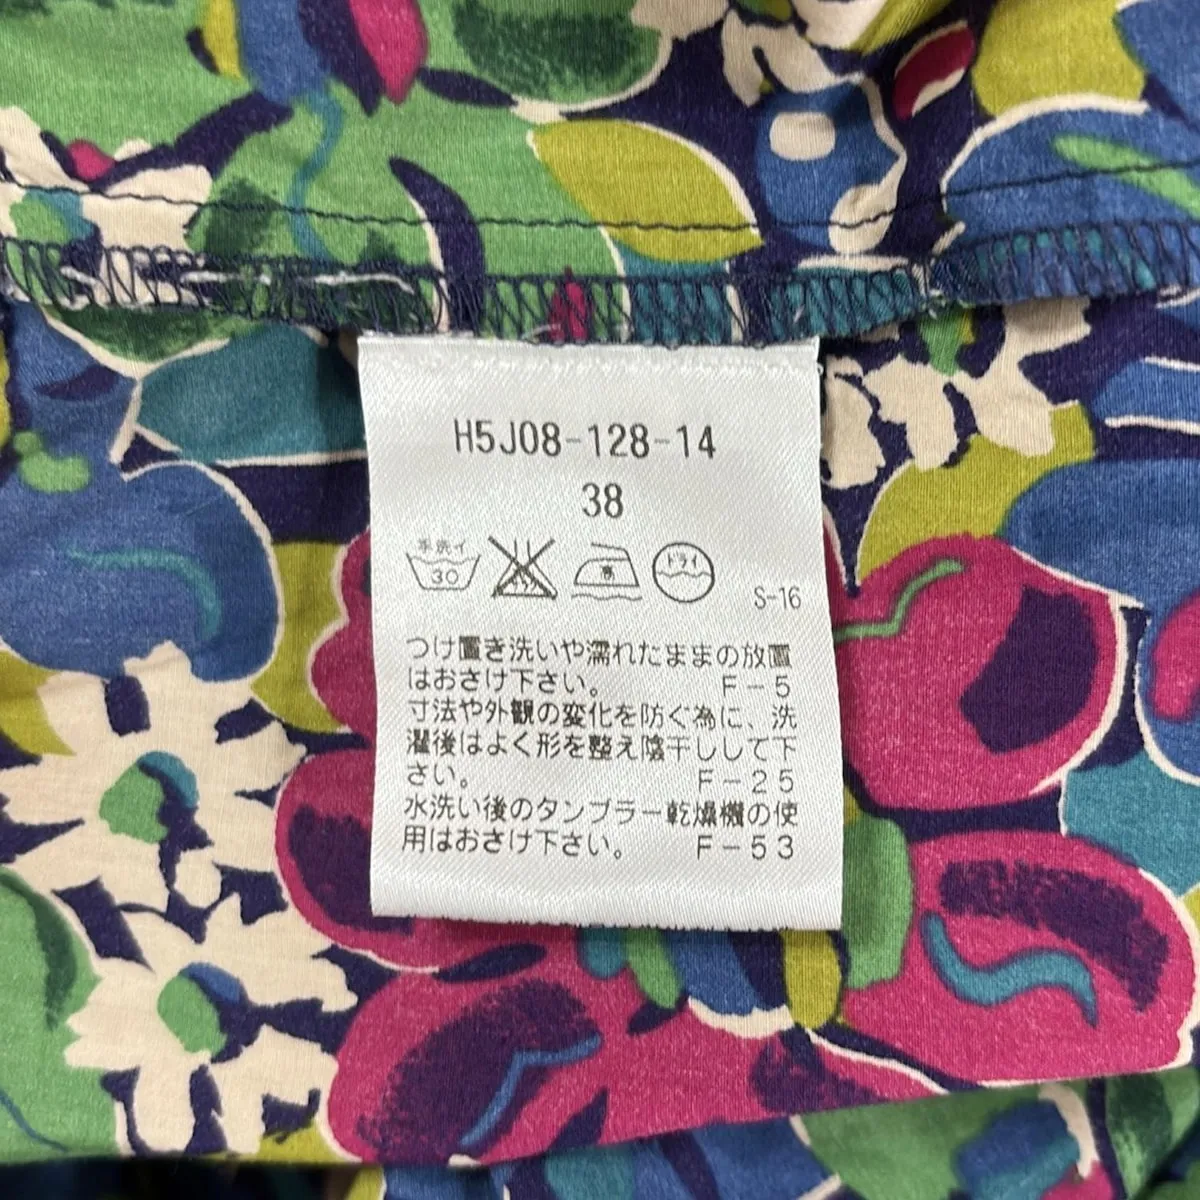 H5J08-128-14
38
手洗イ
30
高
ドライ
S-16
つけ置き洗いや濡れたままの放置
はおさけ下さい。 F-5
寸法や外観の変化を防ぐ為に、洗
濯後はよく形を整え陰干しして下
さい。 F-25
水洗い後のタンブラー乾燥機の使
用はおさけ下さい。 F-53